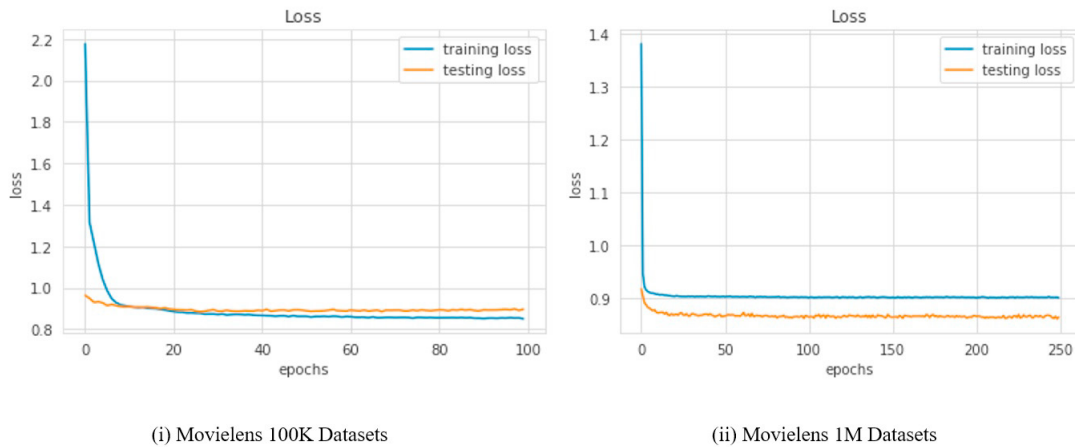 Loss
2.2
2.0
1.8
1.6
1.4
1.2
1.0
0.8
loss
training loss
testing loss
0 20 40 60 80 100
epochs
(i) Movielens 100K Datasets
Loss
1.4
1.3
1.2
1.1
1.0
0.9
loss
training loss
testing loss
0 50 100 150 200 250
epochs
(ii) Movielens 1M Datasets